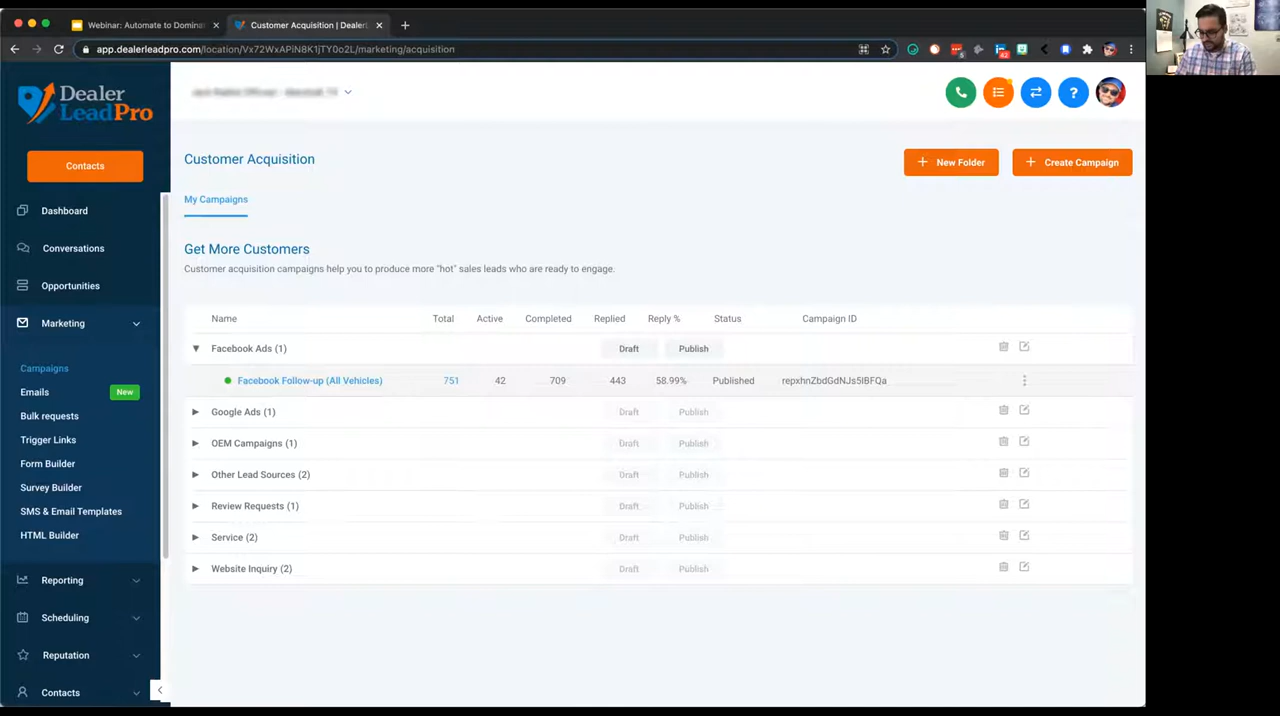 Webinar: Automate to Domina
Customer Acquisition | Dealer
app.dealerleadpro.com/location/Vx72WxAPiN8K1jTY0o2L/marketing/acquisition
Dealer
LeadPro
Contacts
Dashboard
Conversations
Opportunities
Marketing
Campaigns
Emails
New
Bulk requests
Trigger Links
Form Builder
Survey Builder
SMS & Email Templates
HTML Builder
Reporting
Scheduling
Reputation
Contacts
Customer Acquisition
New Folder
Create Campaign
My Campaigns
Get More Customers
Customer acquisition campaigns help you to produce more "hot" sales leads who are ready to engage.
Name Total Active Completed Replied Reply % Status Campaign ID
Facebook Ads (1) Draft Publish
Facebook Follow-up (All Vehicles) 751 42 709 443 58.99% Published repxhnZbdGdNJs5lBFQa
Google Ads (1) Draft Publish
OEM Campaigns (1) Draft Publish
Other Lead Sources (2) Draft Publish
Review Requests (1) Draft Publish
Service (2) Draft Publish
Website Inquiry (2) Draft Publish